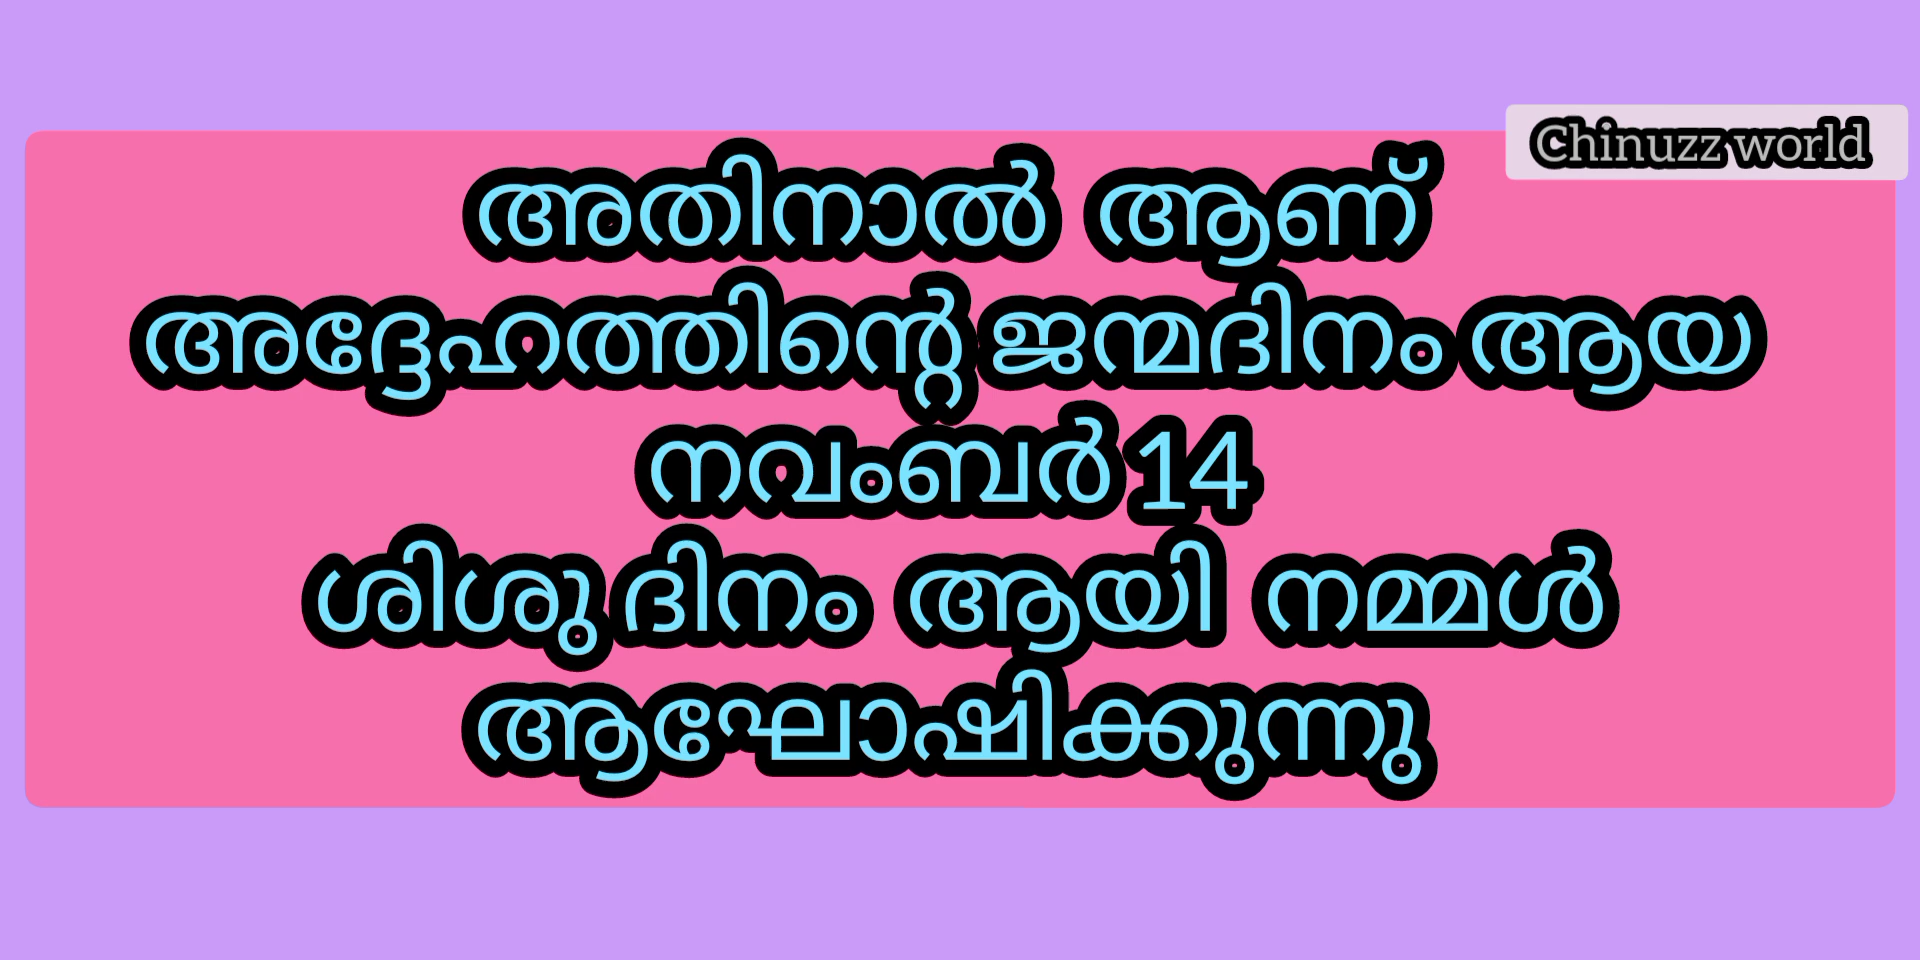 Chinuzz world
അതിനാൽ ആണ്
അദ്ദേഹത്തിന്റെ ജന്മദിനം ആയ
നവംബർ 14
ശിശു ദിനം ആയി നമ്മൾ
ആഘോഷിക്കുന്നു